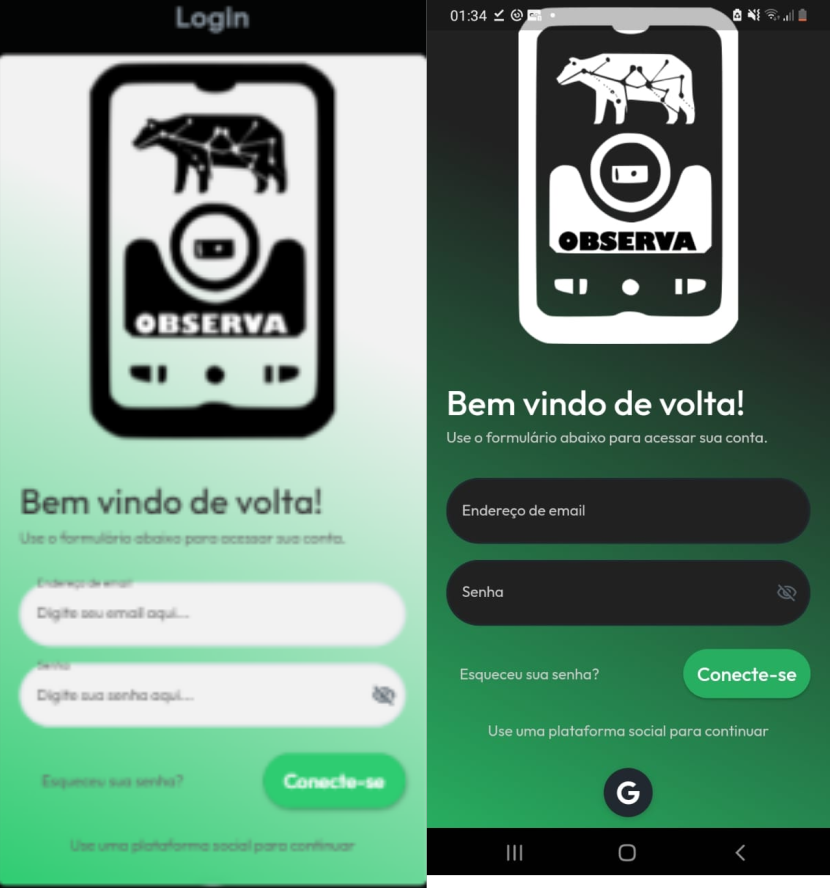 LogIn
OBSERVA
Bem vindo de volta!
Use o formulário abaixo para acessar sua conta.
Endereço de email
Digite seu email aqui...
Senha
Digite sua senha aqui...
Esqueceu sua senha?
Conecte-se
Use uma plataforma social para continuar
01:34
OBSERVA
Bem vindo de volta!
Use o formulário abaixo para acessar sua conta.
Endereço de email
Senha
Esqueceu sua senha?
Conecte-se
Use uma plataforma social para continuar
G